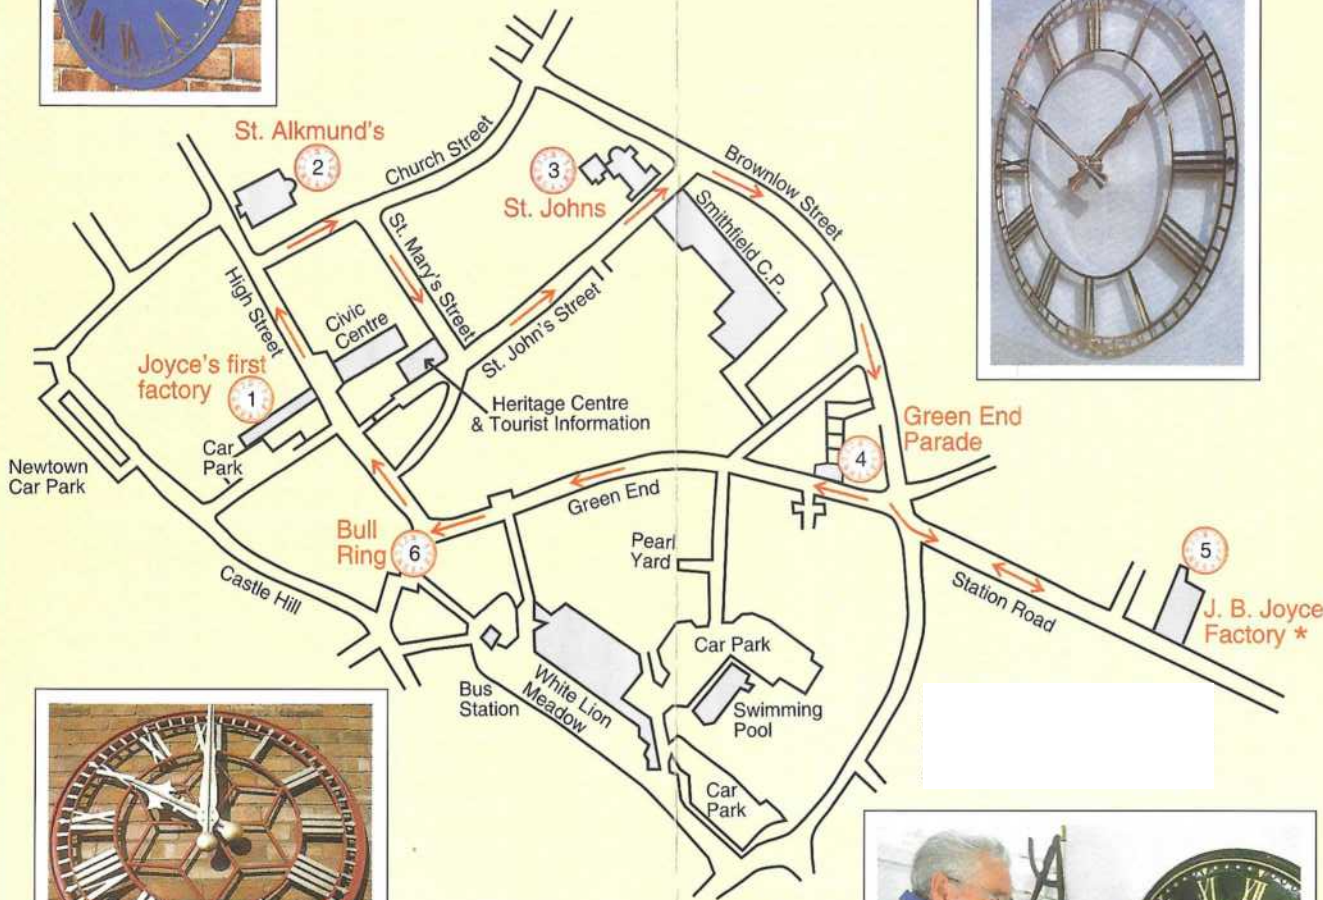 St. Alkmund's
2
Church Street
3
St. Johns
Brownlow Street
St. Mary's Street
Smithfield C.P.
High Street
Civic
Centre
St. John's Street
Joyce's first
factory
1
Heritage Centre
& Tourist Information
Car
Park
Newtown
Car Park
Green End
Parade
4
Green End
Bull
Ring
6
Pearl
Yard
5
Castle Hill
Station Road
J. B. Joyce
Factory *
Car Park
Bus
Station
White Lion
Meadow
Swimming
Pool
Car
Park